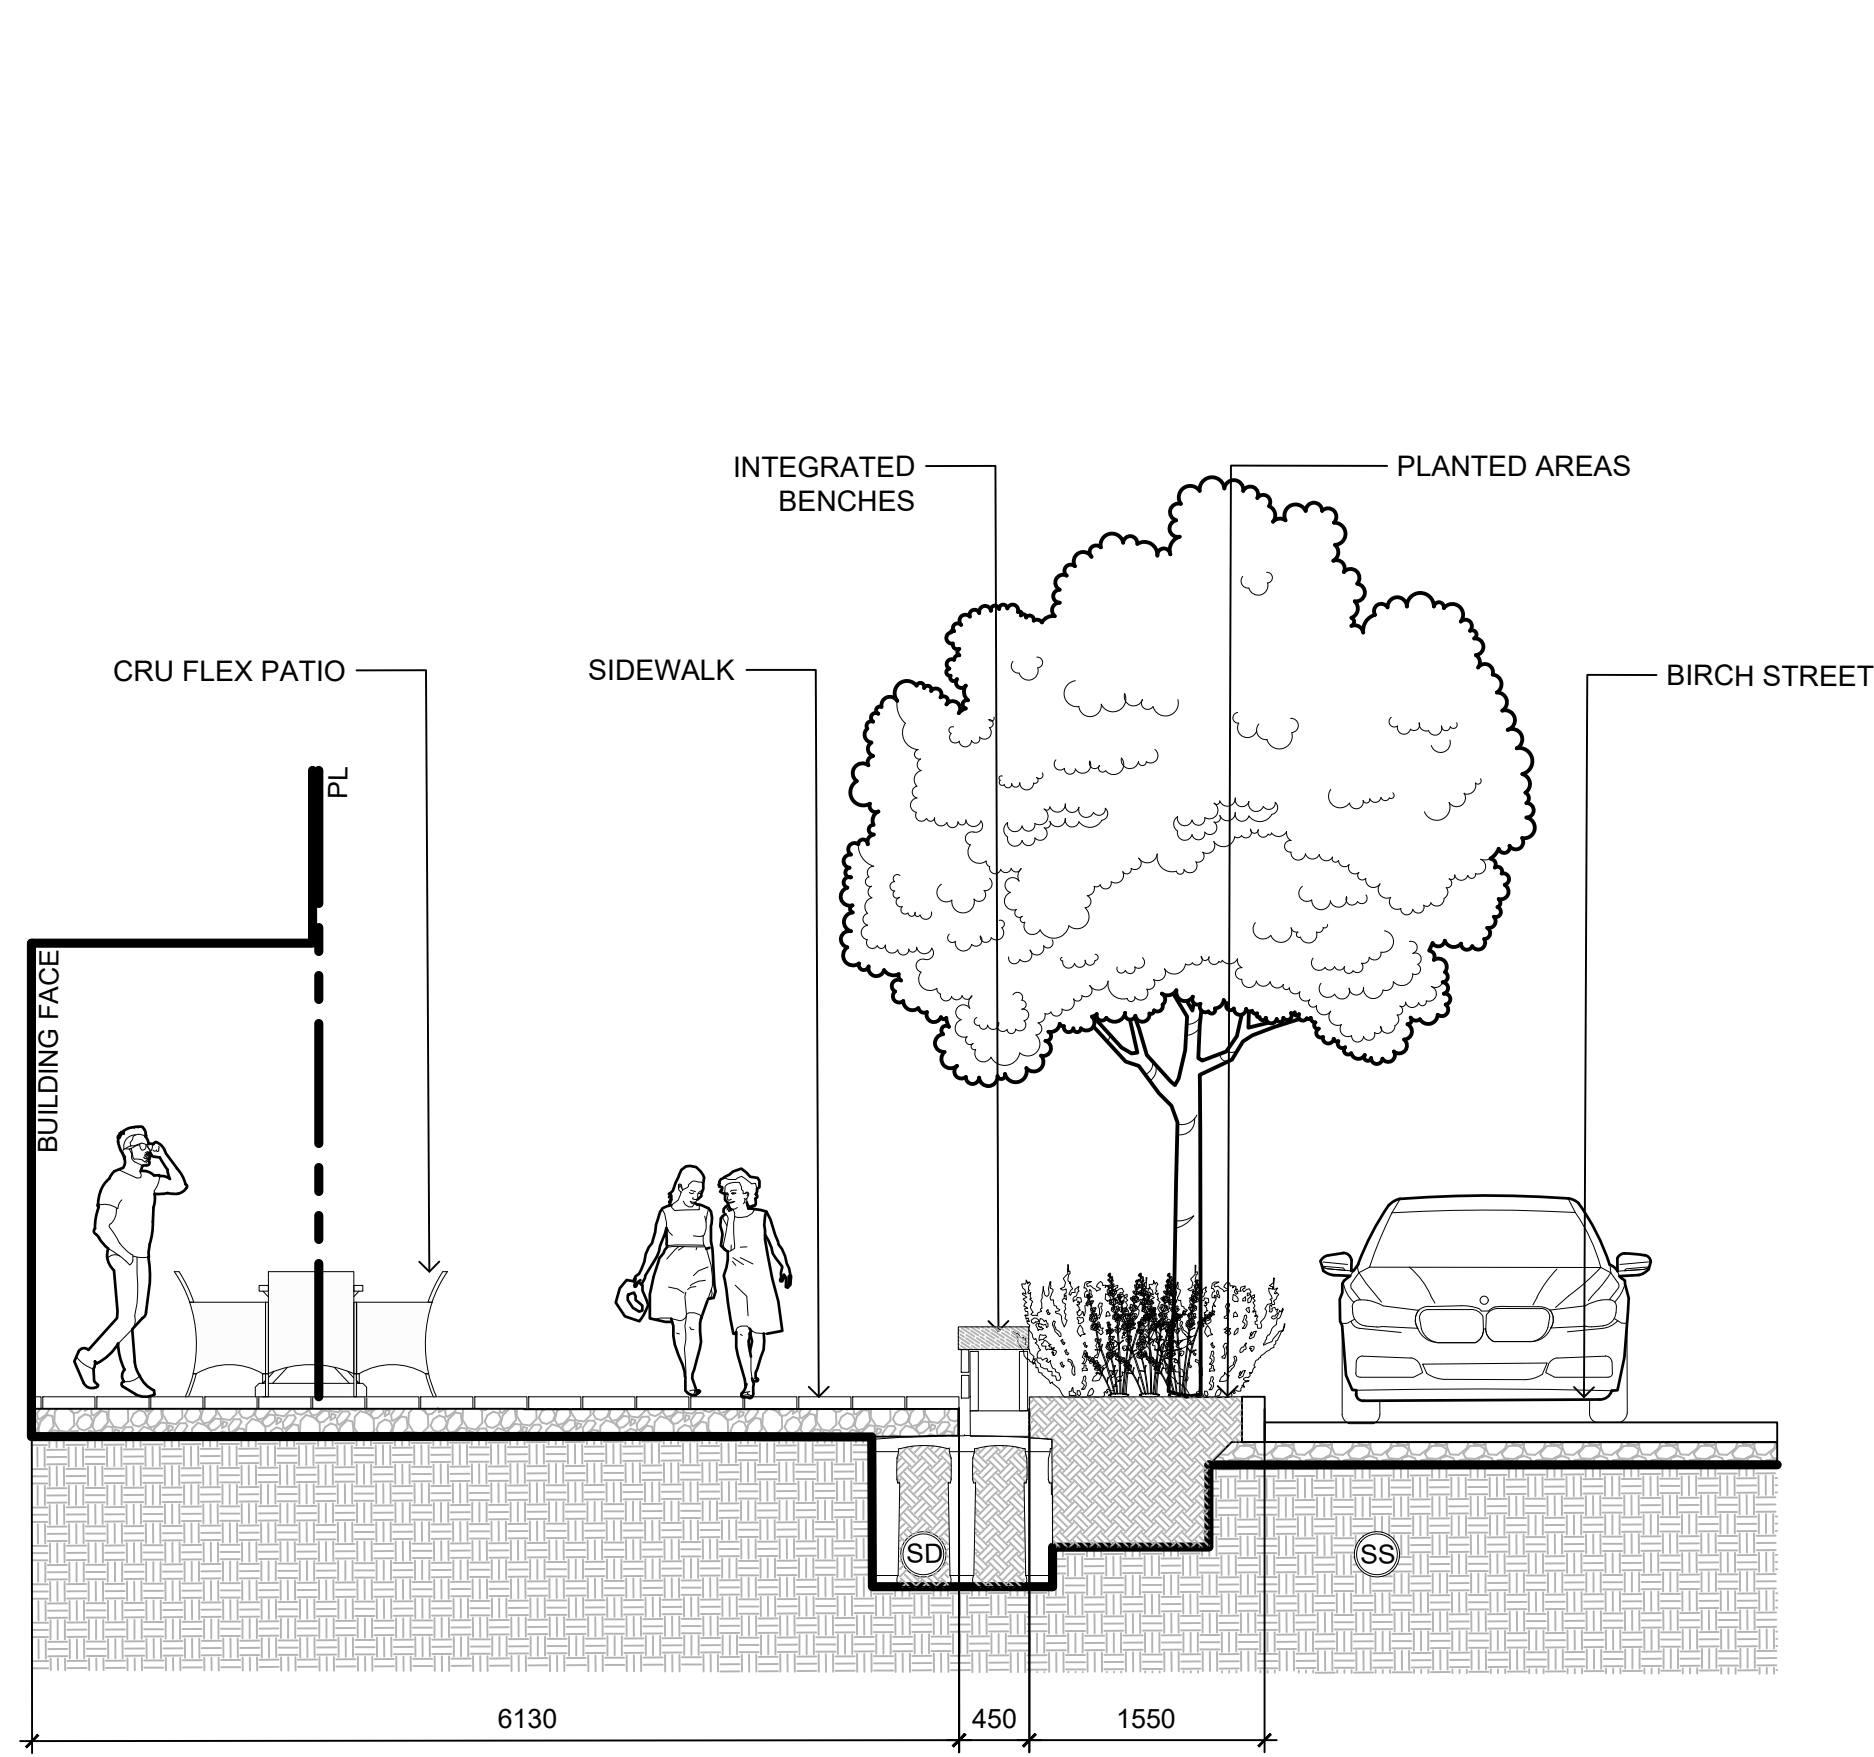 INTEGRATED
BENCHES
PLANTED AREAS
CRU FLEX PATIO
SIDEWALK
BIRCH STREET
PL
BUILDING FACE
SD
SS
6130
450
1550